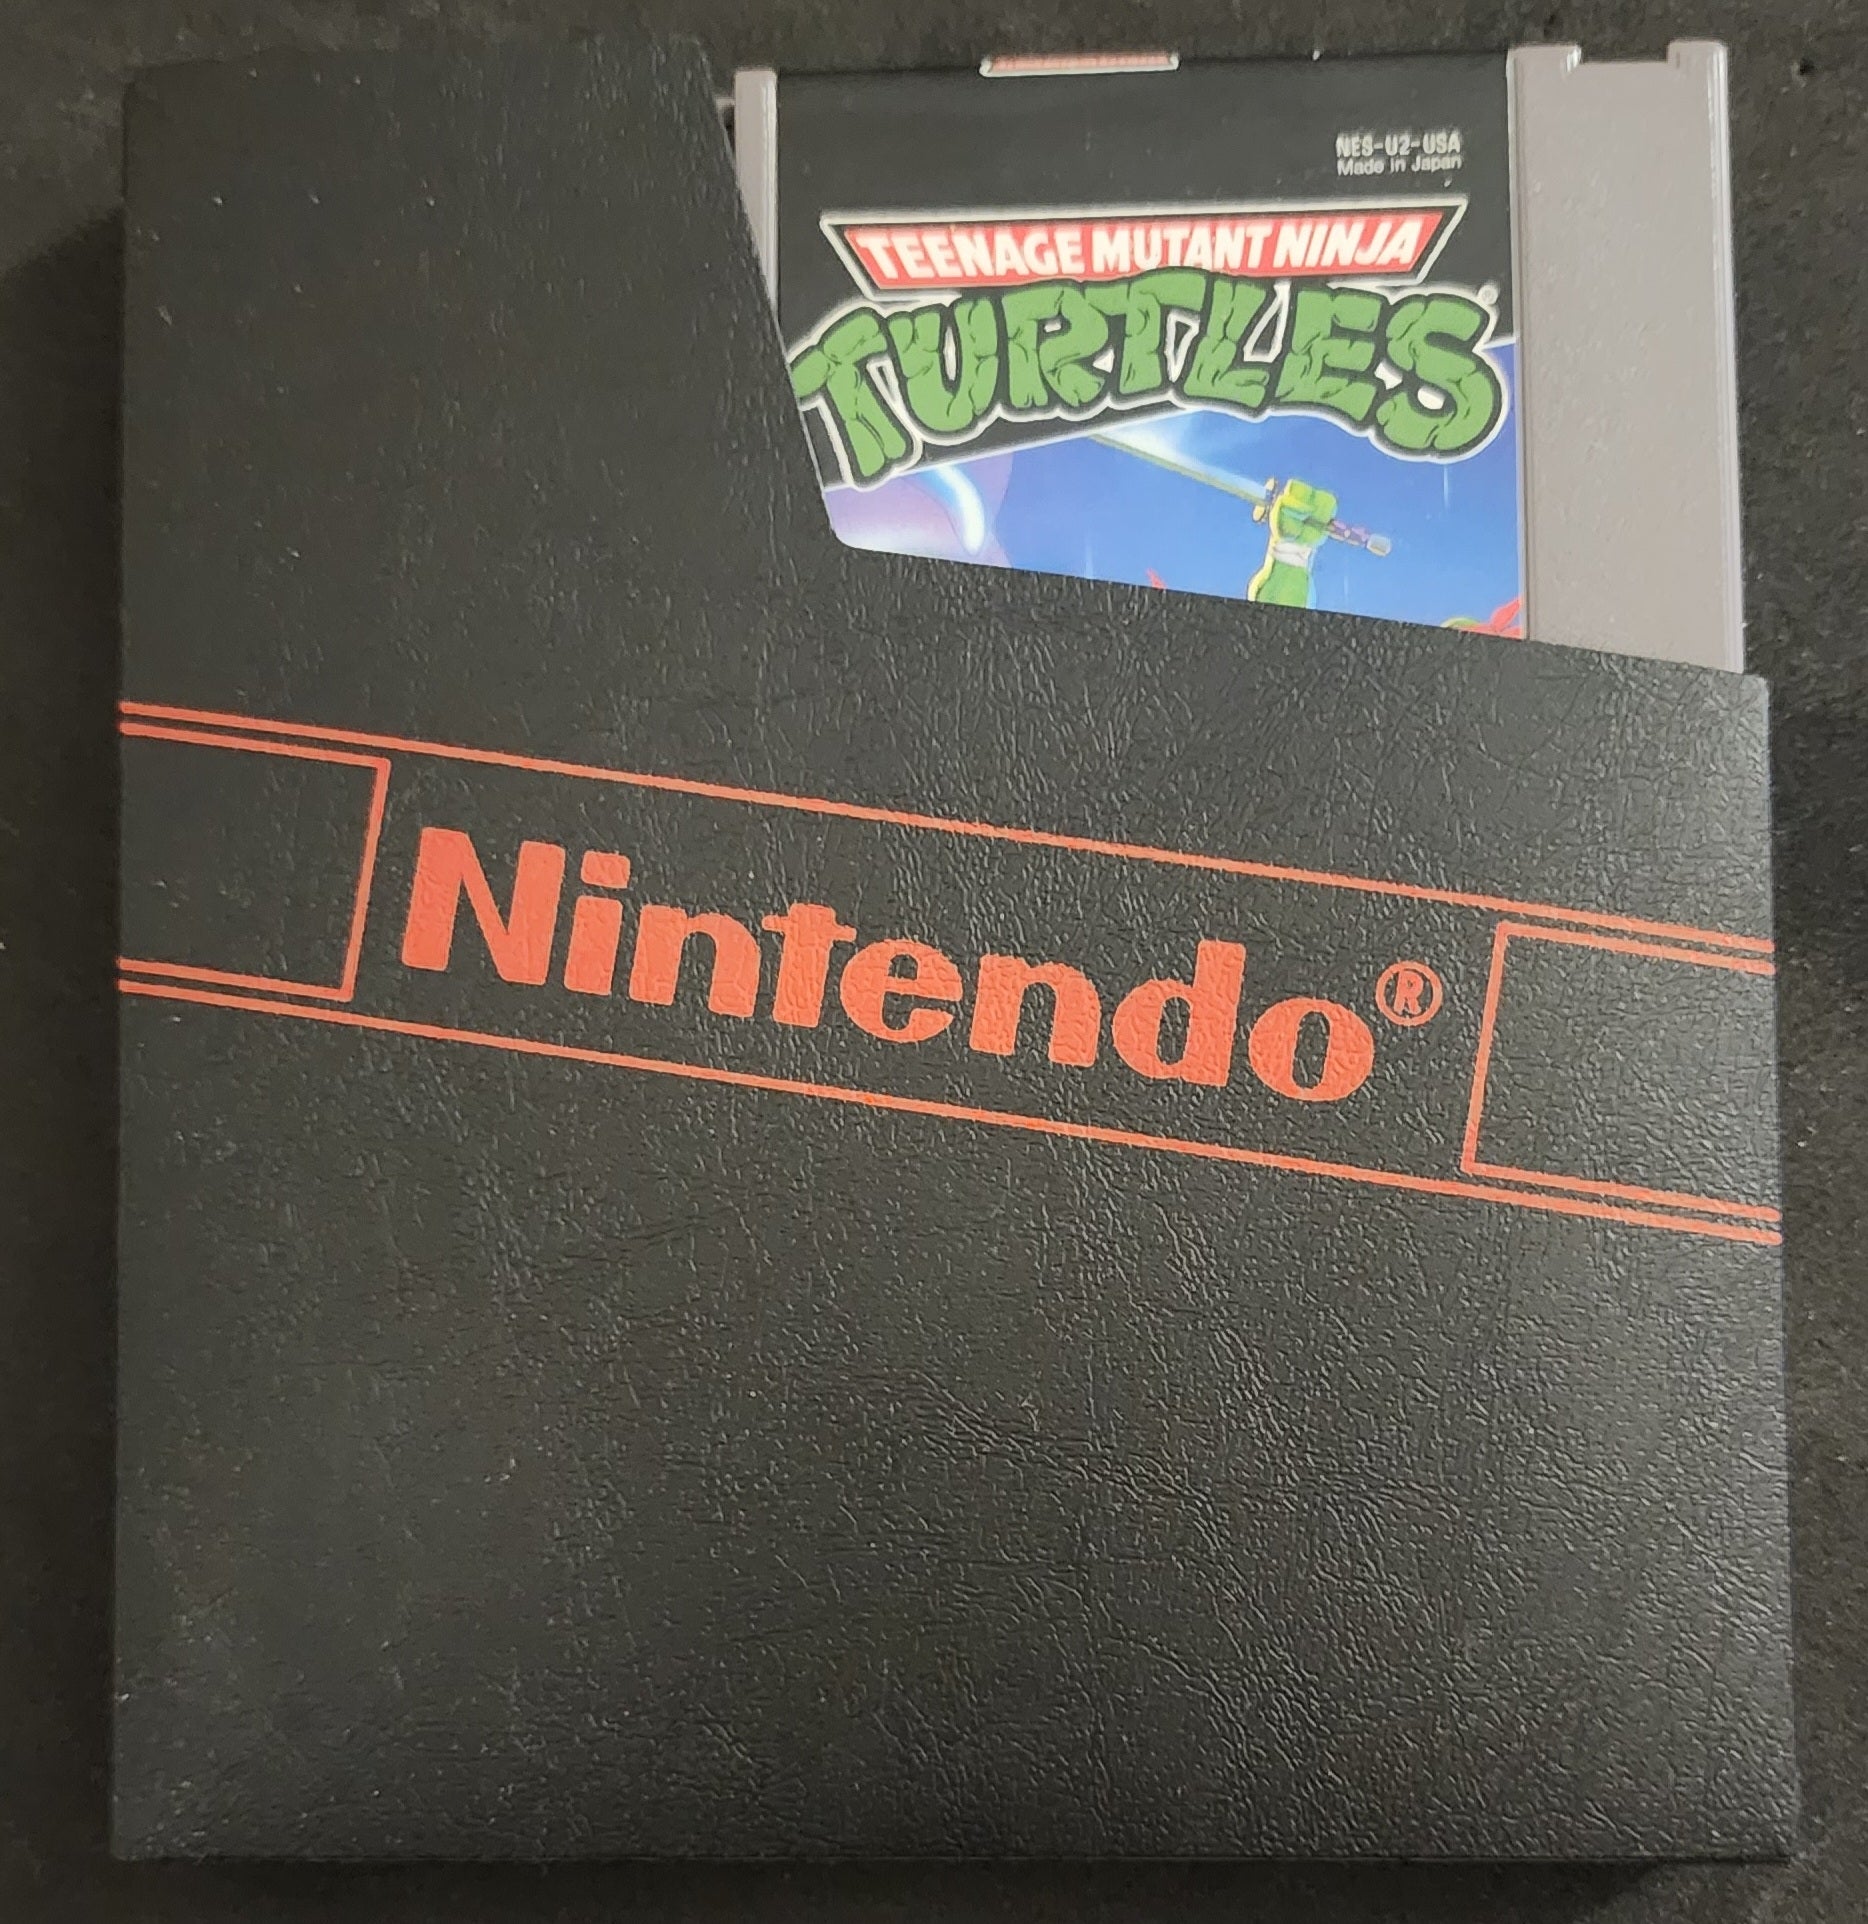 NES-U2-USA
Made in Japan
TEENAGE MUTANT NINJA
TURTLES®
Nintendo®